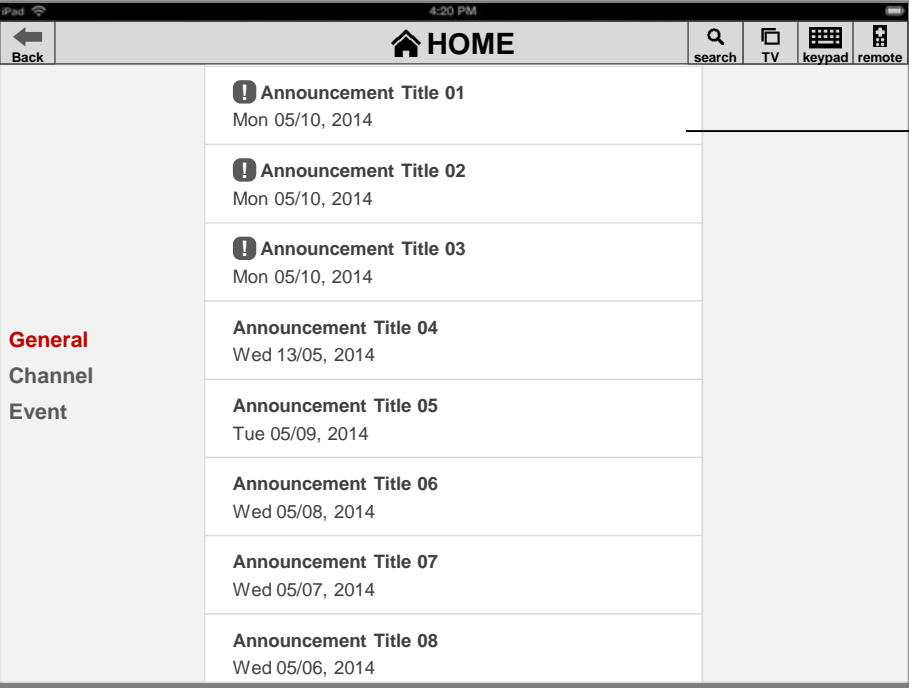 iPad 4:20 PM
Back
HOME
search TV keypad remote
! Announcement Title 01
Mon 05/10, 2014
! Announcement Title 02
Mon 05/10, 2014
! Announcement Title 03
Mon 05/10, 2014
Announcement Title 04
Wed 13/05, 2014
Announcement Title 05
Tue 05/09, 2014
Announcement Title 06
Wed 05/08, 2014
Announcement Title 07
Wed 05/07, 2014
Announcement Title 08
Wed 05/06, 2014
General
Channel
Event